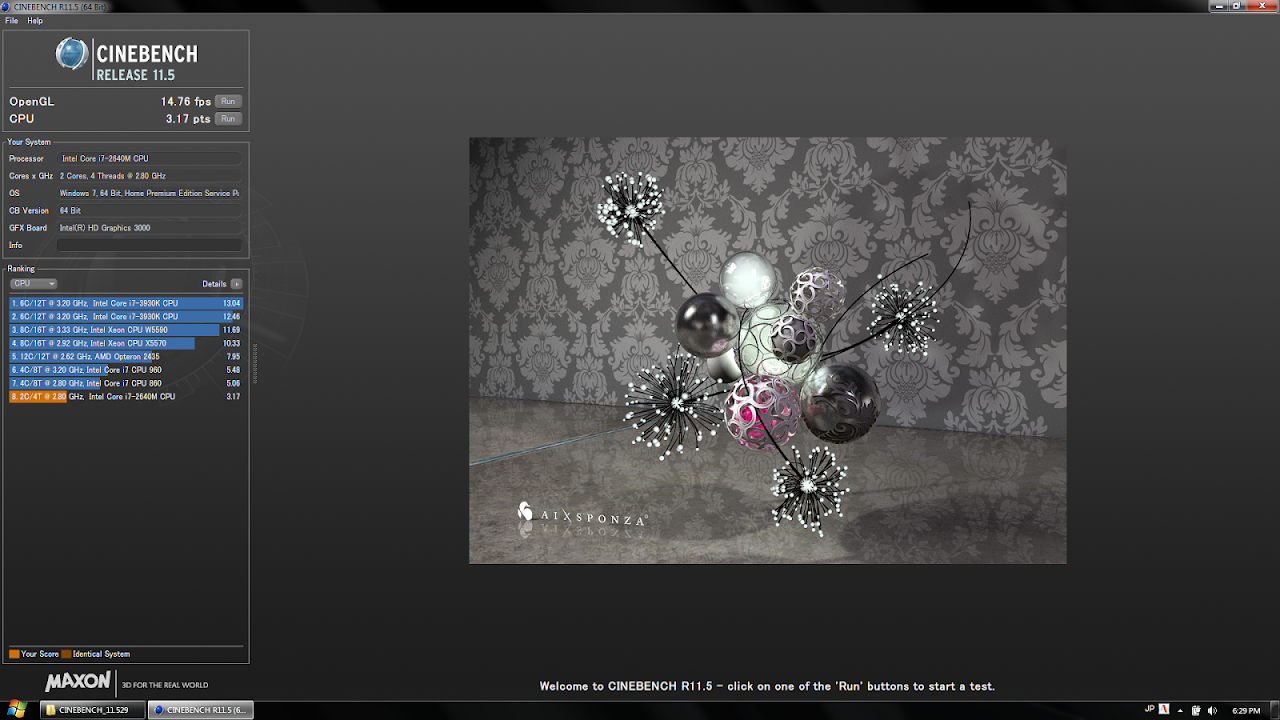 CINEBENCH R11.5 (64 Bit)
File Help
CINEBENCH
RELEASE 11.5
OpenGL 14.76 fps Run
CPU 3.17 pts Run
Your System
Processor Intel Core i7-2640M CPU
Cores x GHz 2 Cores, 4 Threads @ 2.80 GHz
OS Windows 7, 64 Bit, Home Premium Edition Service Pa
CB Version 64 Bit
GFX Board Intel(R) HD Graphics 3000
Info
Ranking
CPU Details
1. 6C/12T @ 3.20 GHz, Intel Core i7-3930K CPU 13.04
2. 6C/12T @ 3.20 GHz, Intel Core i7-3930K CPU 12.46
3. 8C/16T @ 3.33 GHz, Intel Xeon CPU W5590 11.69
4. 8C/16T @ 2.92 GHz, Intel Xeon CPU X5570 10.33
5. 12C/12T @ 2.62 GHz, AMD Opteron 2435 7.95
6. 4C/8T @ 3.20 GHz, Intel Core i7 CPU 960 5.48
7. 4C/8T @ 2.80 GHz, Intel Core i7 CPU 860 5.06
8. 2C/4T @ 2.80 GHz, Intel Core i7-2640M CPU 3.17
AIXSPONZA®
Your Score Identical System
MAXON 3D FOR THE REAL WORLD
Welcome to CINEBENCH R11.5 - click on one of the 'Run' buttons to start a test.
CINEBENCH_11.529 CINEBENCH R11.5 (6... JP 6:29 PM